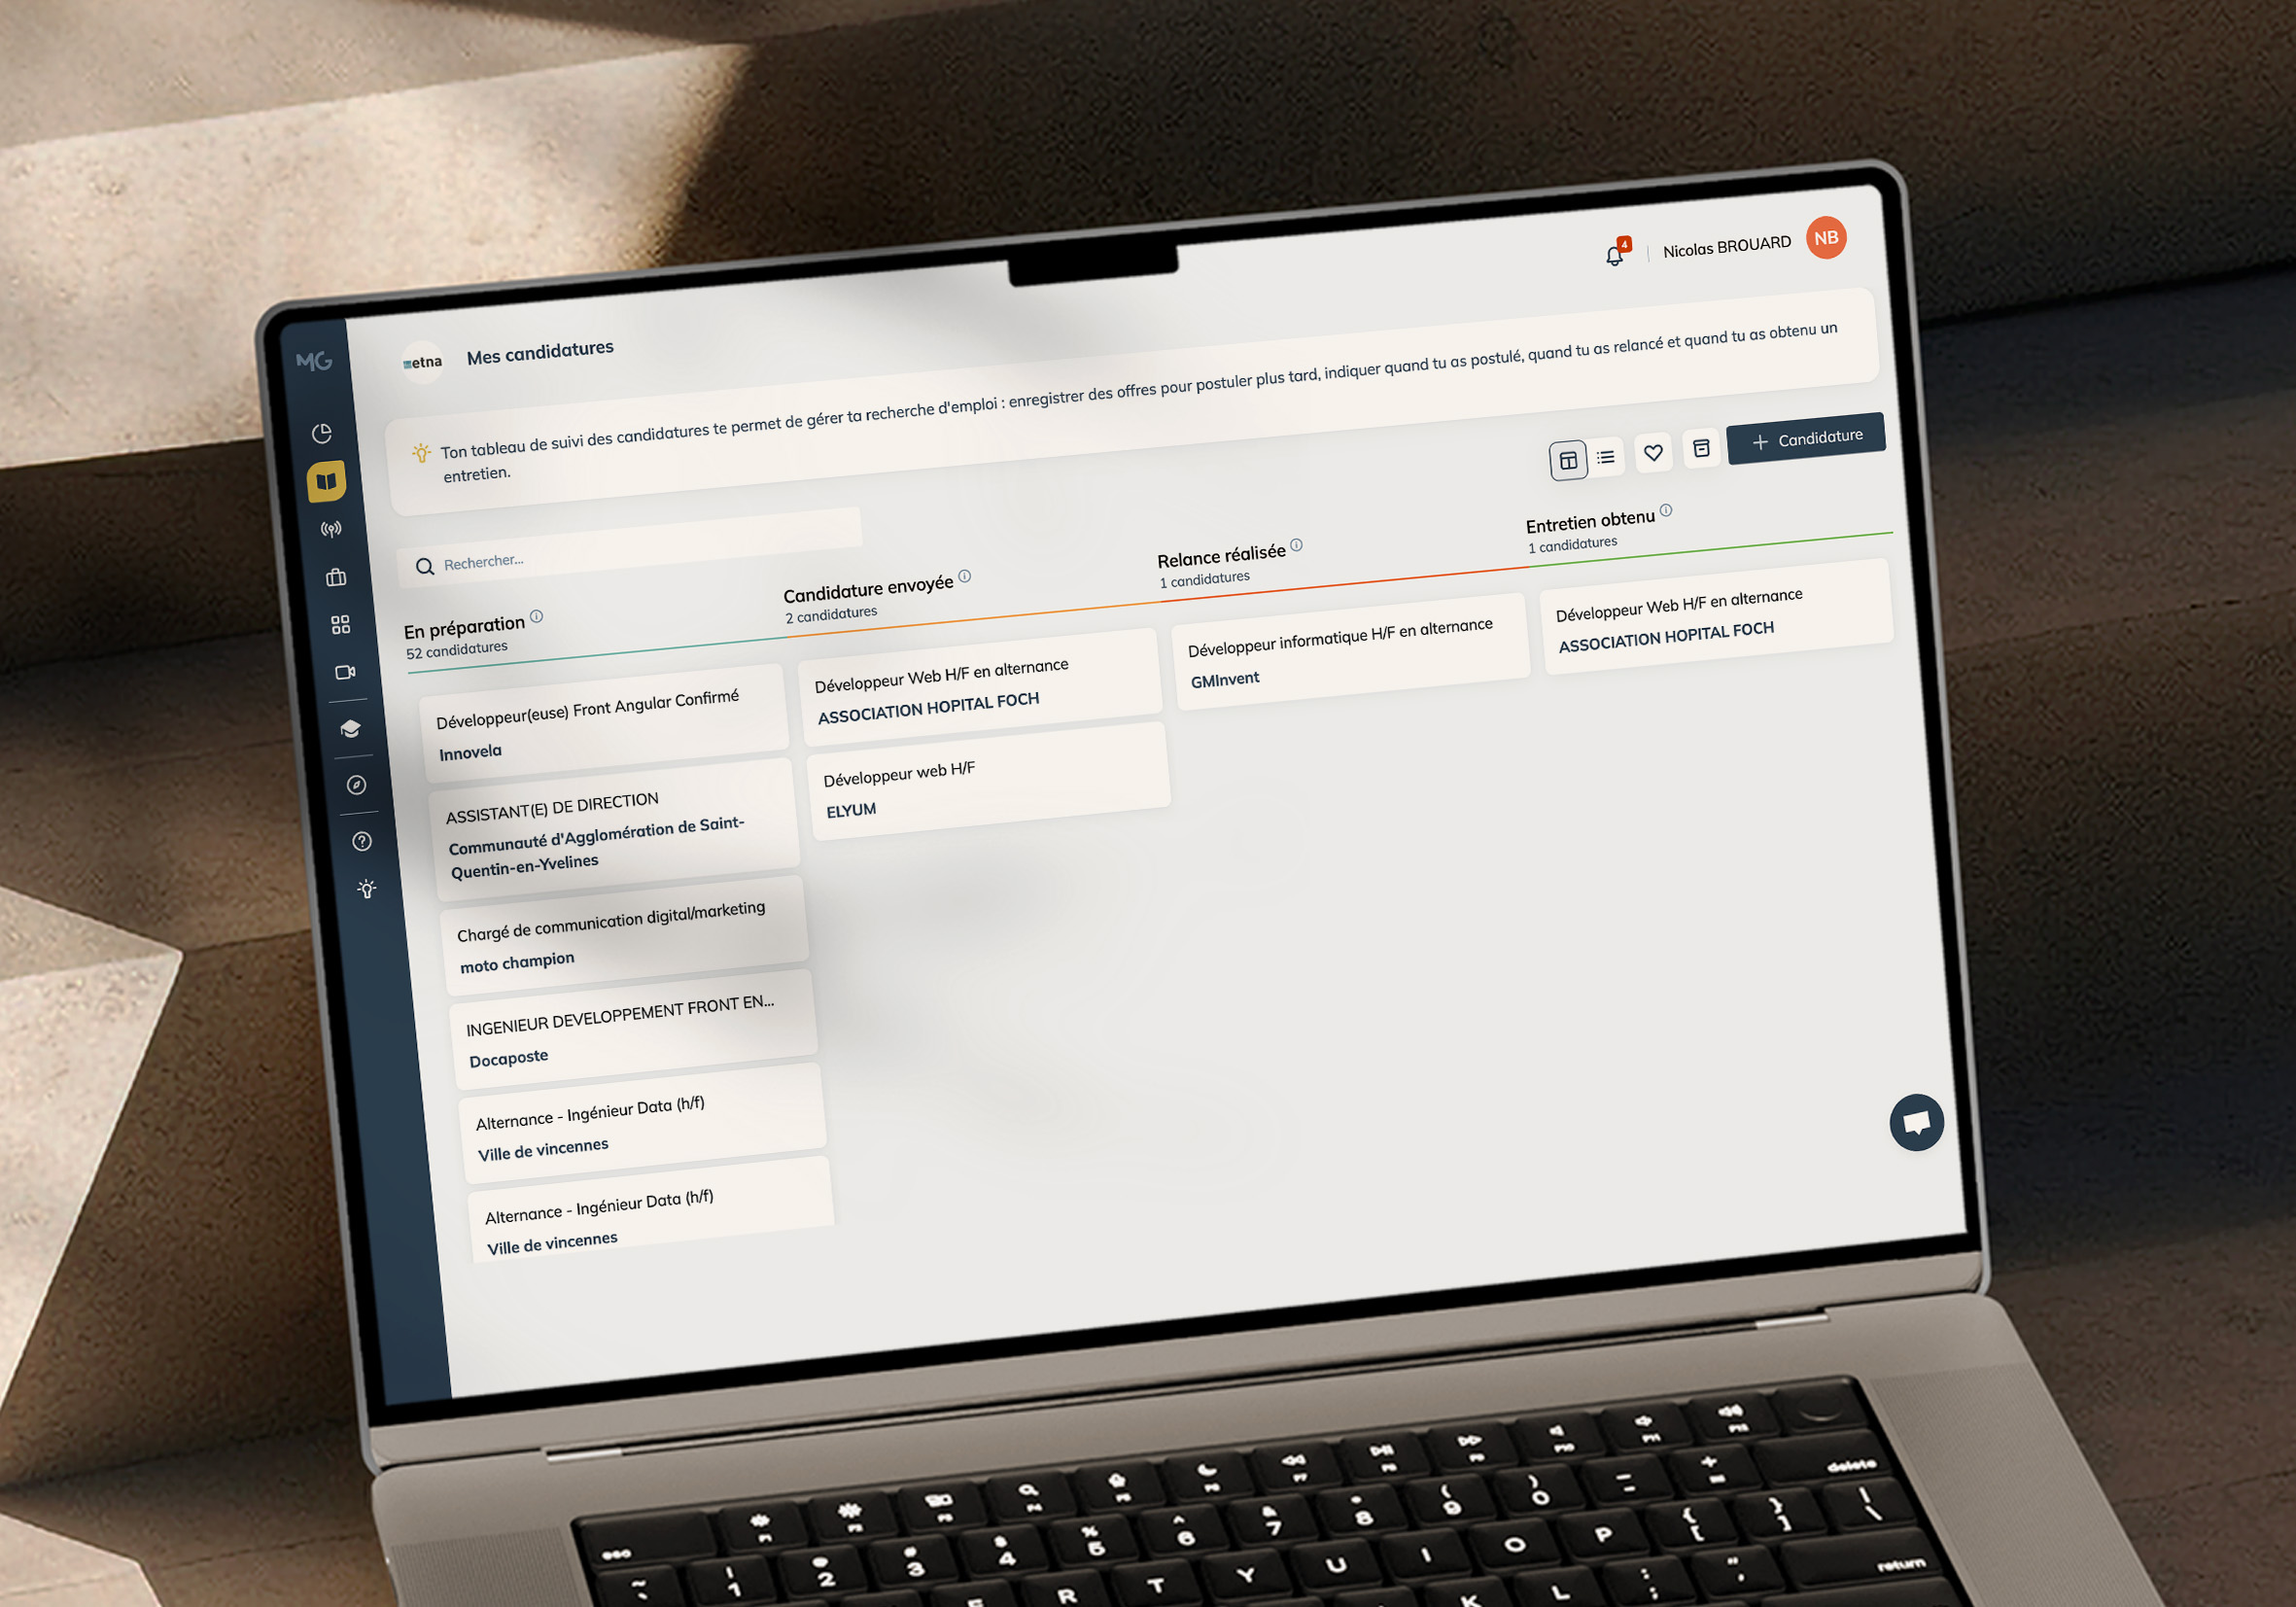 MG
etna
Mes candidatures
4
Nicolas BROUARD
NB
Ton tableau de suivi des candidatures te permet de gérer ta recherche d'emploi : enregistrer des offres pour postuler plus tard, indiquer quand tu as postulé, quand tu as relancé et quand tu as obtenu un
entretien.
Candidature
Rechercher...
En préparation
52 candidatures
Développeur(euse) Front Angular Confirmé
Innovela
ASSISTANT(E) DE DIRECTION
Communauté d'Agglomération de Saint-
Quentin-en-Yvelines
Chargé de communication digital/marketing
moto champion
INGENIEUR DEVELOPPEMENT FRONT EN...
Docaposte
Alternance - Ingénieur Data (h/f)
Ville de vincennes
Alternance - Ingénieur Data (h/f)
Ville de vincennes
Candidature envoyée
2 candidatures
Développeur Web H/F en alternance
ASSOCIATION HOPITAL FOCH
Développeur web H/F
ELYUM
Relance réalisée
1 candidatures
Développeur informatique H/F en alternance
GMInvent
Entretien obtenu
1 candidatures
Développeur Web H/F en alternance
ASSOCIATION HOPITAL FOCH
delete
1 2 3 4 5 6 7 8 9 0
R T Y U I O P
return
K L